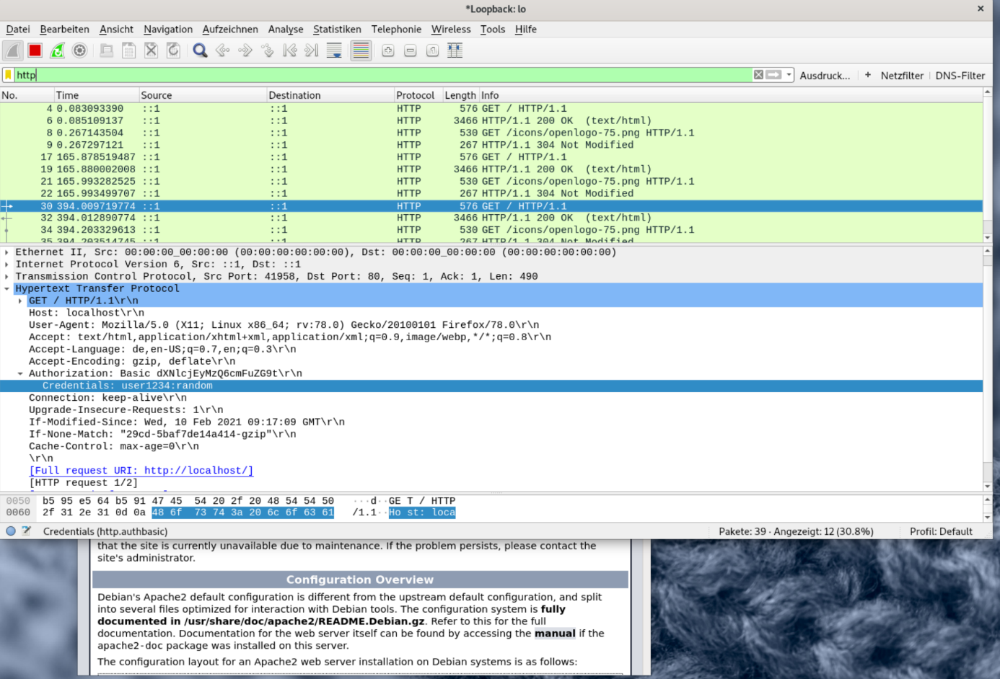 *Loopback: lo
Datei Bearbeiten Ansicht Navigation Aufzeichnen Analyse Statistiken Telephonie Wireless Tools Hilfe
http
Ausdruck... + Netzfilter DNS-Filter
No. Time Source Destination Protocol Length Info
4 0.083093390 ::1 ::1 HTTP 576 GET / HTTP/1.1
6 0.085109137 ::1 ::1 HTTP 3466 HTTP/1.1 200 OK (text/html)
8 0.267143504 ::1 ::1 HTTP 530 GET /icons/openlogo-75.png HTTP/1.1
9 0.267297121 ::1 ::1 HTTP 267 HTTP/1.1 304 Not Modified
17 165.878519487 ::1 ::1 HTTP 576 GET / HTTP/1.1
19 165.880002008 ::1 ::1 HTTP 3466 HTTP/1.1 200 OK (text/html)
21 165.993282525 ::1 ::1 HTTP 530 GET /icons/openlogo-75.png HTTP/1.1
22 165.993499707 ::1 ::1 HTTP 267 HTTP/1.1 304 Not Modified
30 394.009719774 ::1 ::1 HTTP 576 GET / HTTP/1.1
32 394.012890774 ::1 ::1 HTTP 3466 HTTP/1.1 200 OK (text/html)
34 394.203329613 ::1 ::1 HTTP 530 GET /icons/openlogo-75.png HTTP/1.1
35 394.203514745 ::1 ::1 HTTP 267 HTTP/1.1 304 Not Modified
Ethernet II, Src: 00:00:00_00:00:00 (00:00:00:00:00:00), Dst: 00:00:00_00:00:00 (00:00:00:00:00:00)
Internet Protocol Version 6, Src: ::1, Dst: ::1
Transmission Control Protocol, Src Port: 41958, Dst Port: 80, Seq: 1, Ack: 1, Len: 490
Hypertext Transfer Protocol
GET / HTTP/1.1\r\n
Host: localhost\r\n
User-Agent: Mozilla/5.0 (X11; Linux x86_64; rv:78.0) Gecko/20100101 Firefox/78.0\r\n
Accept: text/html,application/xhtml+xml,application/xml;q=0.9,image/webp,*/*;q=0.8\r\n
Accept-Language: de,en-US;q=0.7,en;q=0.3\r\n
Accept-Encoding: gzip, deflate\r\n
Authorization: Basic dXNlcjEyMzQ6cmFuZG9t\r\n
Credentials: user1234:random
Connection: keep-alive\r\n
Upgrade-Insecure-Requests: 1\r\n
If-Modified-Since: Wed, 10 Feb 2021 09:17:09 GMT\r\n
If-None-Match: "29cd-5baf7de14a414-gzip"\r\n
Cache-Control: max-age=0\r\n
\r\n
[Full request URI: http://localhost/]
[HTTP request 1/2]
0050 b5 95 e5 64 b5 91 47 45 54 20 2f 20 48 54 54 50 ···d··GE T / HTTP
0060 2f 31 2e 31 0d 0a 48 6f 73 74 3a 20 6c 6f 63 61 /1.1··Ho st: loca
Credentials (http.authbasic) Pakete: 39 · Angezeigt: 12 (30.8%) Profil: Default
that the site is currently unavailable due to maintenance. If the problem persists, please contact the
site's administrator.
Configuration Overview
Debian's Apache2 default configuration is different from the upstream default configuration, and split
into several files optimized for interaction with Debian tools. The configuration system is fully
documented in /usr/share/doc/apache2/README.Debian.gz. Refer to this for the full
documentation. Documentation for the web server itself can be found by accessing the manual if the
apache2-doc package was installed on this server.
The configuration layout for an Apache2 web server installation on Debian systems is as follows: